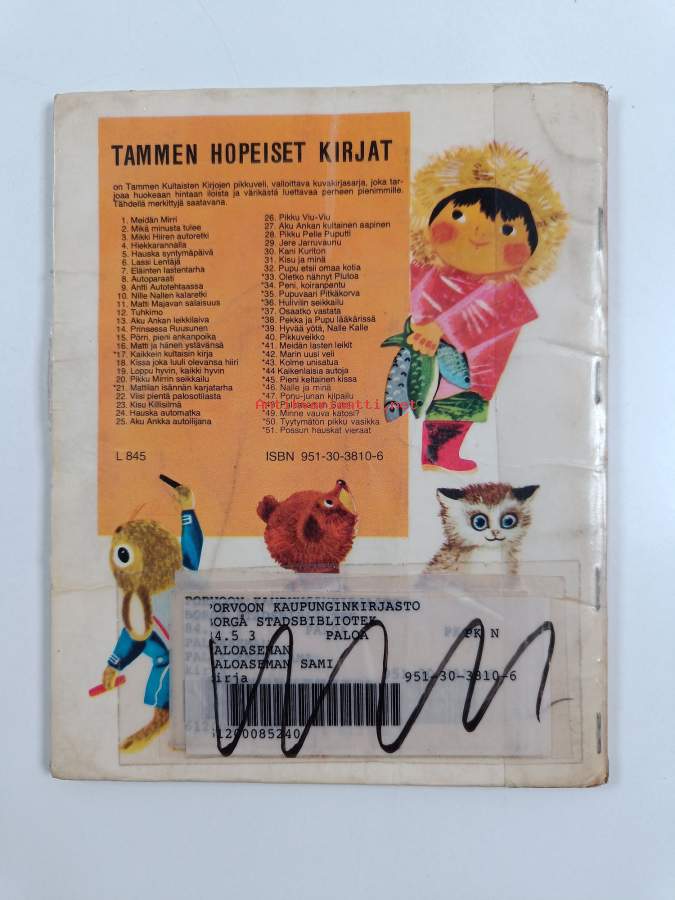 TAMMEN HOPEISET KIRJAT
on Tammen Kultaisten Kirjojen pikkuveli, valloittava kuvakirjasarja, joka tar-
joaa huokeaan hintaan iloista ja värikästä luettavaa perheen pienimmille.
Tähdellä merkittyjä saatavana.
1. Meidän Mirri
2. Mikä minusta tulee
3. Mikki Hiiren autoretki
4. Hiekkarannalla
5. Hauska syntymäpäivä
6. Lassi Lentäjä
7. Eläinten lastentarha
8. Autoparaati
9. Antti Autotehtaassa
10. Nille Nallen kalaretki
11. Matti Majavan salaisuus
12. Tuhkimo
13. Aku Ankan leikkilaiva
14. Prinsessa Ruusunen
15. Pörri, pieni ankanpoika
16. Matti ja hänen ystävänsä
*17. Kaikkein kultaisin kirja
18. Kissa joka luuli olevansa hiiri
19. Loppu hyvin, kaikki hyvin
20. Pikku Mirrin seikkailu
*21. Mattilan isännän karjatarha
22. Viisi pientä palosotilasta
23. Kisu Killisilmä
24. Hauska automatka
25. Aku Ankka autoilijana
26. Pikku Viu-Viu
27. Aku Ankan kultainen aapinen
28. Pikku Pelle Puputti
29. Jere Jarruvaunu
30. Kani Kuriton
31. Kisu ja minä
32. Pupu etsii omaa kotia
*33. Oletko nähnyt Plutoa
*34. Peni, koiranpentu
*35. Pupuvaari Pitkäkorva
*36. Hulivilin seikkailu
*37. Osaatko vastata
*38. Pekka ja Pupu lääkärissä
*39. Hyvää yötä, Nalle Kalle
*40. Pikkuveikko
*41. Meidän lasten leikit
*42. Marin uusi veli
*43. Kolme unisatua
*44 Kaikenlaisia autoja
*45. Pieni keltainen kissa
*46. Nalle ja minä
*47. Ponu-junan kilpailu
*49. Minne vauva katosi?
*50. Tyytymätön pikku vasikka
*51. Possun hauskat vieraat
L 845
ISBN 951-30-3810-6
Antikvariaatti.net
PORVOON KAUPUNGINKIRJASTO
BORGÅ STADSBIBLIOTEK
84.5 3 PALOA PK N
PALOASEMAN
PALOASEMAN SAMI
kirja 951-30-3810-6
61200085240